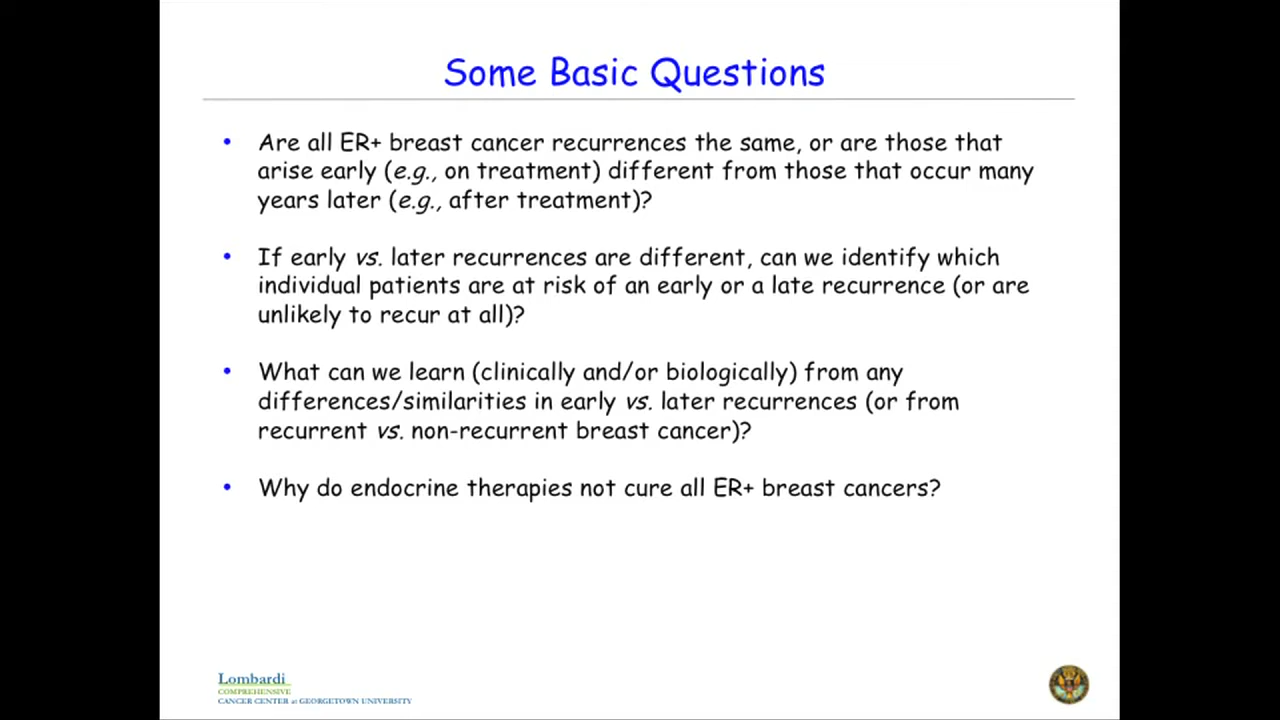 Some Basic Questions
• Are all ER+ breast cancer recurrences the same, or are those that
arise early (e.g., on treatment) different from those that occur many
years later (e.g., after treatment)?
• If early vs. later recurrences are different, can we identify which
individual patients are at risk of an early or a late recurrence (or are
unlikely to recur at all)?
• What can we learn (clinically and/or biologically) from any
differences/similarities in early vs. later recurrences (or from
recurrent vs. non-recurrent breast cancer)?
• Why do endocrine therapies not cure all ER+ breast cancers?
Lombardi
COMPREHENSIVE
CANCER CENTER at GEORGETOWN UNIVERSITY